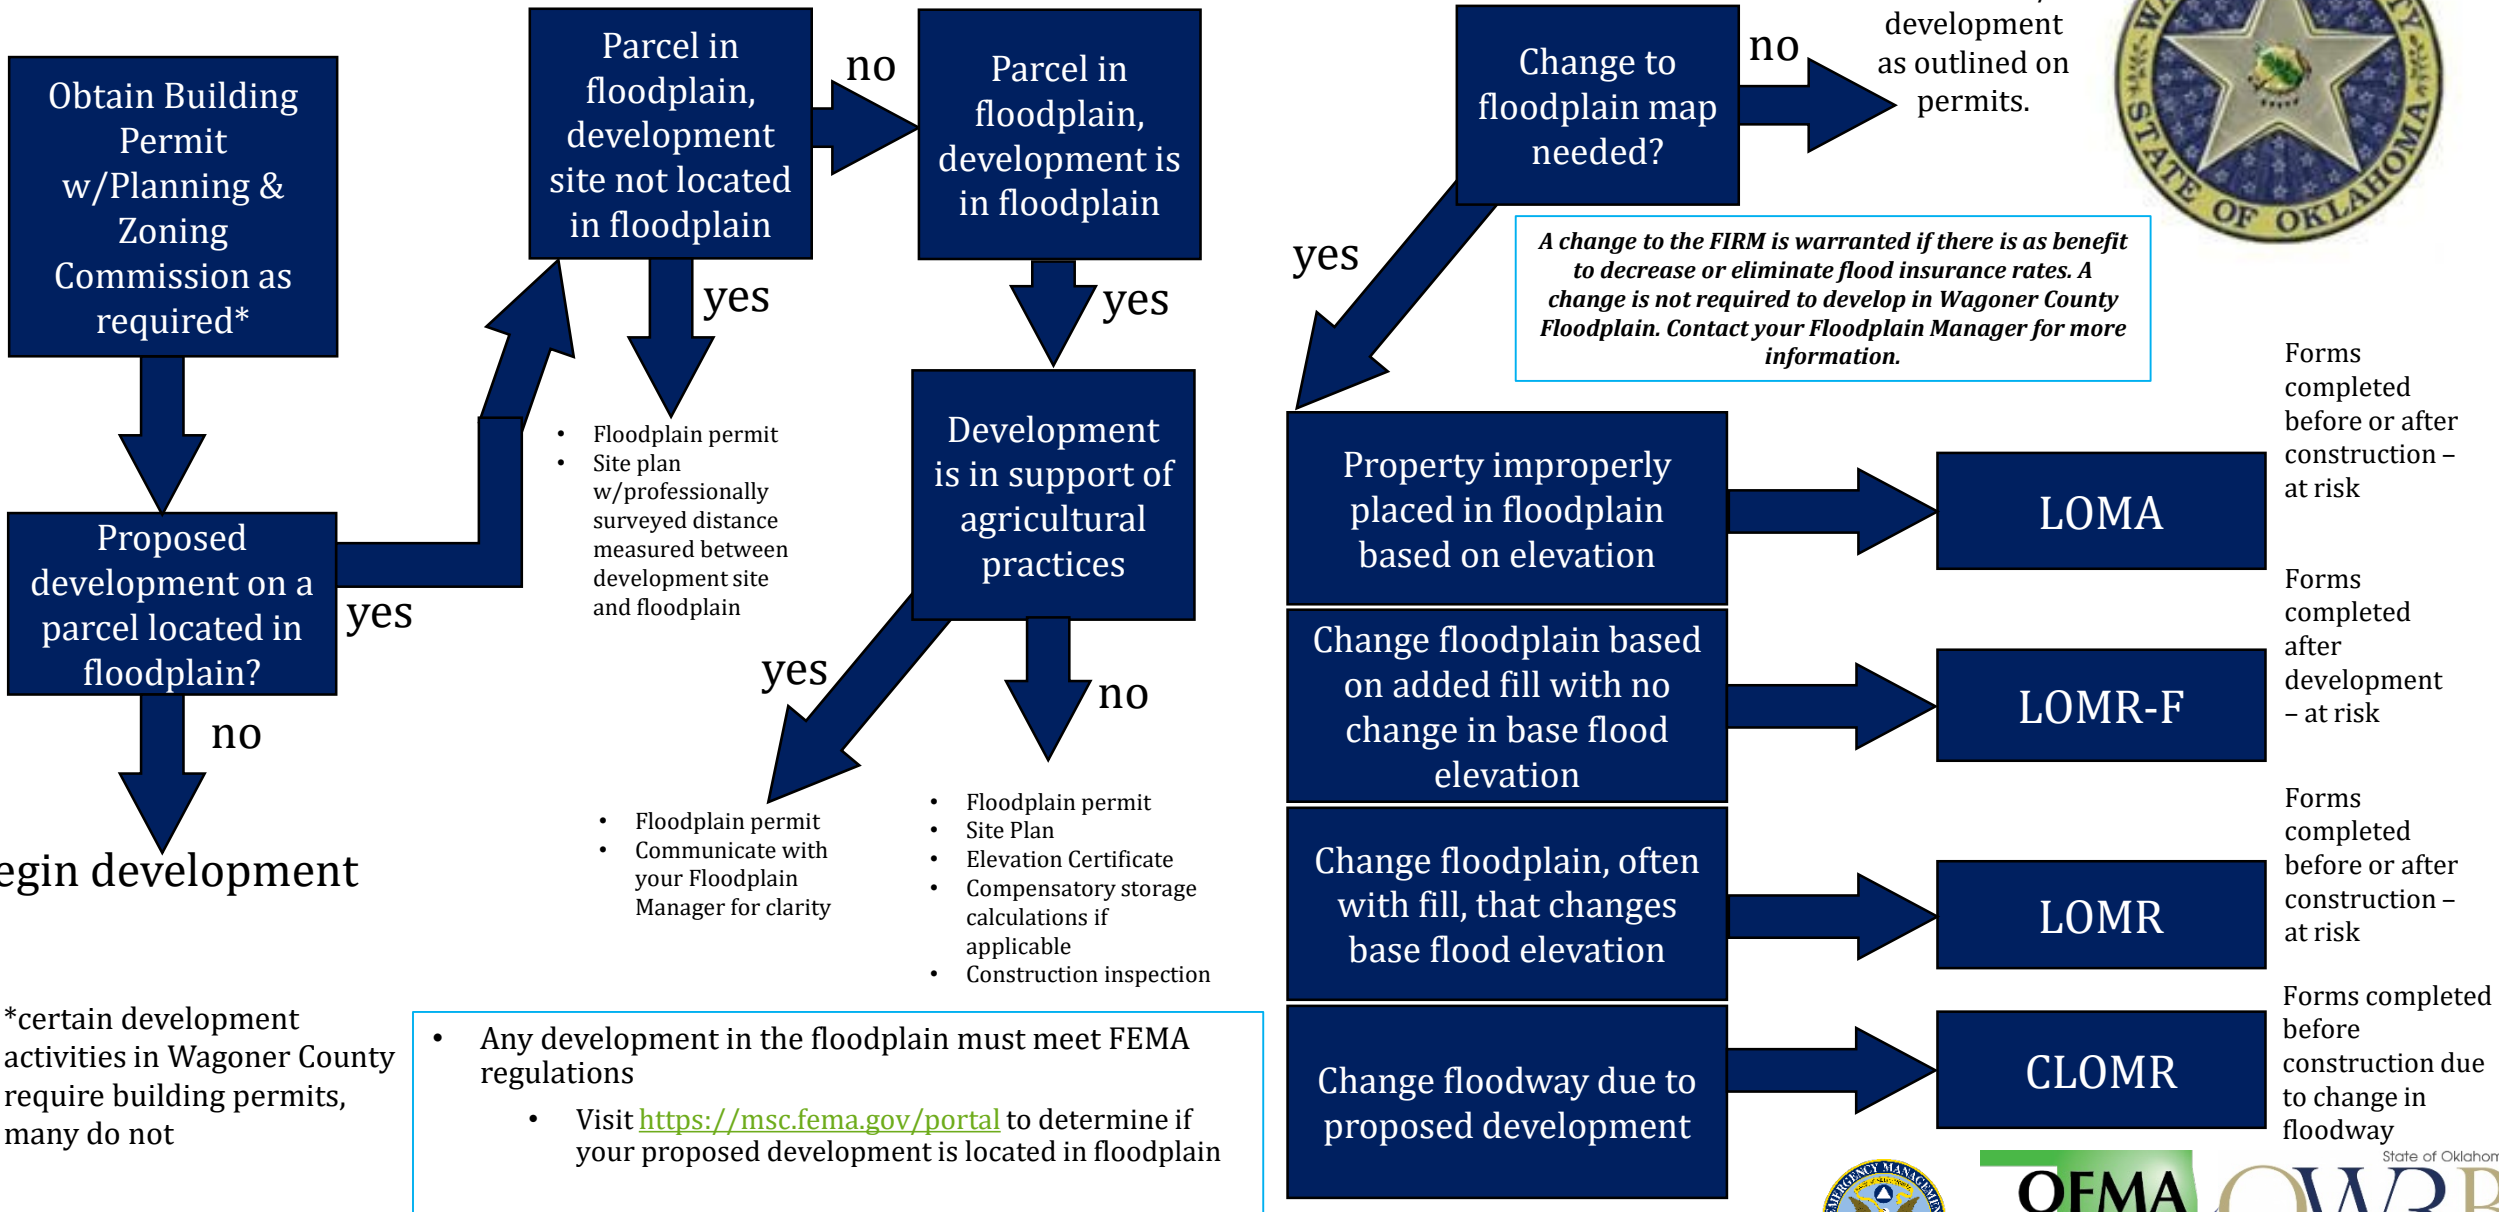 Obtain Building
Permit
w/Planning &
Zoning
Commission as
required*
Proposed
development on a
parcel located in
floodplain?
yes
no
egin development
*certain development
activities in Wagoner County
require building permits,
many do not
Parcel in
floodplain,
development
site not located
in floodplain
no
yes
• Floodplain permit
• Site plan
w/professionally
surveyed distance
measured between
development site
and floodplain
Parcel in
floodplain,
development is
in floodplain
yes
Development
is in support of
agricultural
practices
yes
no
• Floodplain permit
• Communicate with
your Floodplain
Manager for clarity
• Floodplain permit
• Site Plan
• Elevation Certificate
• Compensatory storage
calculations if
applicable
• Construction inspection
• Any development in the floodplain must meet FEMA
regulations
• Visit https://msc.fema.gov/portal to determine if
your proposed development is located in floodplain
Change to
floodplain map
needed?
no
development
as outlined on
permits.
yes
A change to the FIRM is warranted if there is as benefit
to decrease or eliminate flood insurance rates. A
change is not required to develop in Wagoner County
Floodplain. Contact your Floodplain Manager for more
information.
Property improperly
placed in floodplain
based on elevation
LOMA
Forms
completed
before or after
construction –
at risk
Change floodplain based
on added fill with no
change in base flood
elevation
LOMR-F
Forms
completed
after
development
– at risk
Change floodplain, often
with fill, that changes
base flood elevation
LOMR
Forms
completed
before or after
construction –
at risk
Change floodway due to
proposed development
CLOMR
Forms completed
before
construction due
to change in
floodway
STATE OF OKLAHOMA
EMERGENCY MANAGEMENT
OFMA
State of Oklahom
OWRB